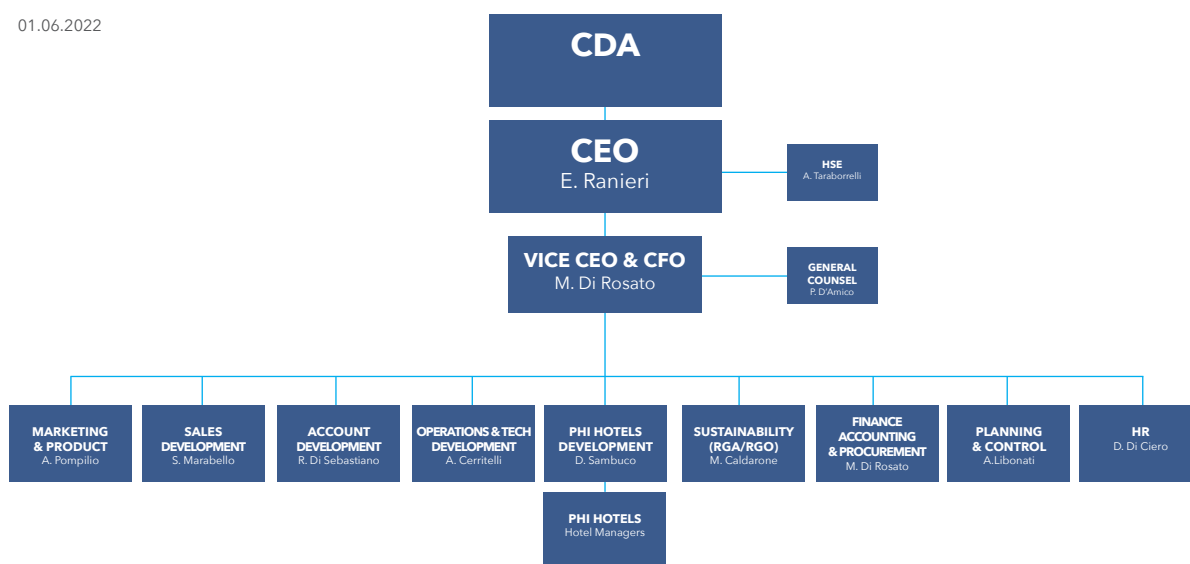 01.06.2022
CDA
CEO
E. Ranieri
HSE
A. Taraborrelli
VICE CEO & CFO
M. Di Rosato
GENERAL
COUNSEL
P. D'Amico
MARKETING
& PRODUCT
A. Pompilio
SALES
DEVELOPMENT
S. Marabello
ACCOUNT
DEVELOPMENT
R. Di Sebastiano
OPERATIONS & TECH
DEVELOPMENT
A. Cerritelli
PHI HOTELS
DEVELOPMENT
D. Sambuco
SUSTAINABILITY
(RGA/RGO)
M. Caldarone
FINANCE
ACCOUNTING
& PROCUREMENT
M. Di Rosato
PLANNING
& CONTROL
A.Libonati
HR
D. Di Ciero
PHI HOTELS
Hotel Managers